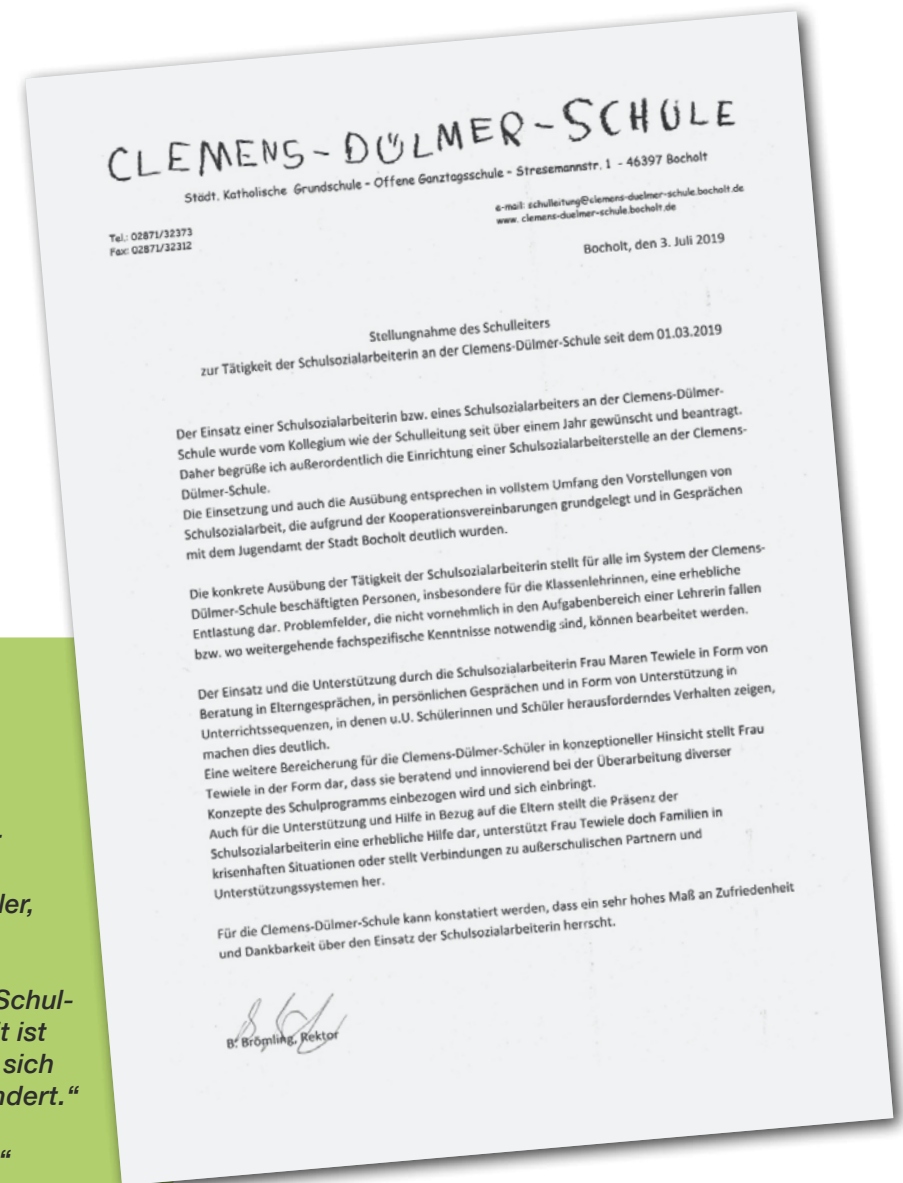 CLEMENS-DÜLMER-SCHULE
Städt. Katholische Grundschule - Offene Ganztagsschule - Stresemannstr. 1 - 46397 Bocholt
Tel.: 02871/32373
Fax: 02871/32312
e-mail: schulleitung@clemens-duelmer-schule.bocholt.de
www. clemens-duelmer-schule.bocholt.de
Bocholt, den 3. Juli 2019
Stellungnahme des Schulleiters
zur Tätigkeit der Schulsozialarbeiterin an der Clemens-Dülmer-Schule seit dem 01.03.2019
Der Einsatz einer Schulsozialarbeiterin bzw. eines Schulsozialarbeiters an der Clemens-Dülmer-
Schule wurde vom Kollegium wie der Schulleitung seit über einem Jahr gewünscht und beantragt.
Daher begrüße ich außerordentlich die Einrichtung einer Schulsozialarbeiterstelle an der Clemens-
Dülmer-Schule.
Die Einsetzung und auch die Ausübung entsprechen in vollstem Umfang den Vorstellungen von
Schulsozialarbeit, die aufgrund der Kooperationsvereinbarungen grundgelegt und in Gesprächen
mit dem Jugendamt der Stadt Bocholt deutlich wurden.
Die konkrete Ausübung der Tätigkeit der Schulsozialarbeiterin stellt für alle im System der Clemens-
Dülmer-Schule beschäftigten Personen, insbesondere für die Klassenlehrinnen, eine erhebliche
Entlastung dar. Problemfelder, die nicht vornehmlich in den Aufgabenbereich einer Lehrerin fallen
bzw. wo weitergehende fachspezifische Kenntnisse notwendig sind, können bearbeitet werden.
Der Einsatz und die Unterstützung durch die Schulsozialarbeiterin Frau Maren Tewiele in Form von
Beratung in Elterngesprächen, in persönlichen Gesprächen und in Form von Unterstützung in
Unterrichtssequenzen, in denen u.U. Schülerinnen und Schüler herausforderndes Verhalten zeigen,
machen dies deutlich.
Eine weitere Bereicherung für die Clemens-Dülmer-Schüler in konzeptioneller Hinsicht stellt Frau
Tewiele in der Form dar, dass sie beratend und innovierend bei der Überarbeitung diverser
Konzepte des Schulprogramms einbezogen wird und sich einbringt.
Auch für die Unterstützung und Hilfe in Bezug auf die Eltern stellt die Präsenz der
Schulsozialarbeiterin eine erhebliche Hilfe dar, unterstützt Frau Tewiele doch Familien in
krisenhaften Situationen oder stellt Verbindungen zu außerschulischen Partnern und
Unterstützungssystemen her.
Für die Clemens-Dülmer-Schule kann konstatiert werden, dass ein sehr hohes Maß an Zufriedenheit
und Dankbarkeit über den Einsatz der Schulsozialarbeiterin herrscht.
B. Brömling, Rektor
ler,
Schul-
t ist
sich
ndert.“
“